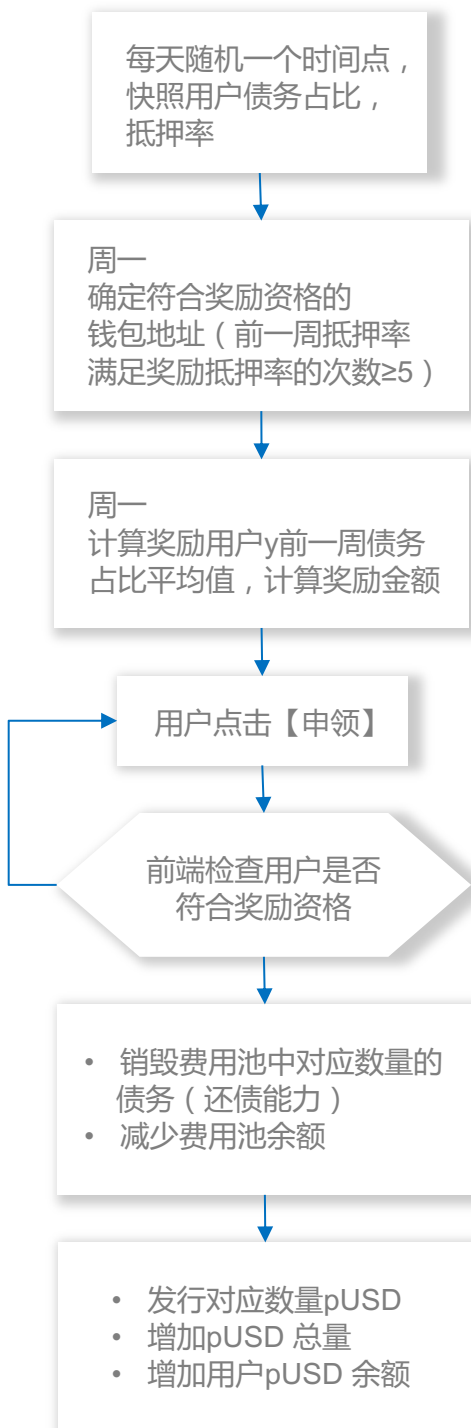 每天随机一个时间点，
快照用户债务占比，
抵押率
周一
确定符合奖励资格的
钱包地址（前一周抵押率
满足奖励抵押率的次数≥5）
周一
计算奖励用户y前一周债务
占比平均值，计算奖励金额
用户点击【申领】
前端检查用户是否
符合奖励资格
• 销毁费用池中对应数量的
债务（还债能力）
• 减少费用池余额
• 发行对应数量pUSD
• 增加pUSD 总量
• 增加用户pUSD 余额